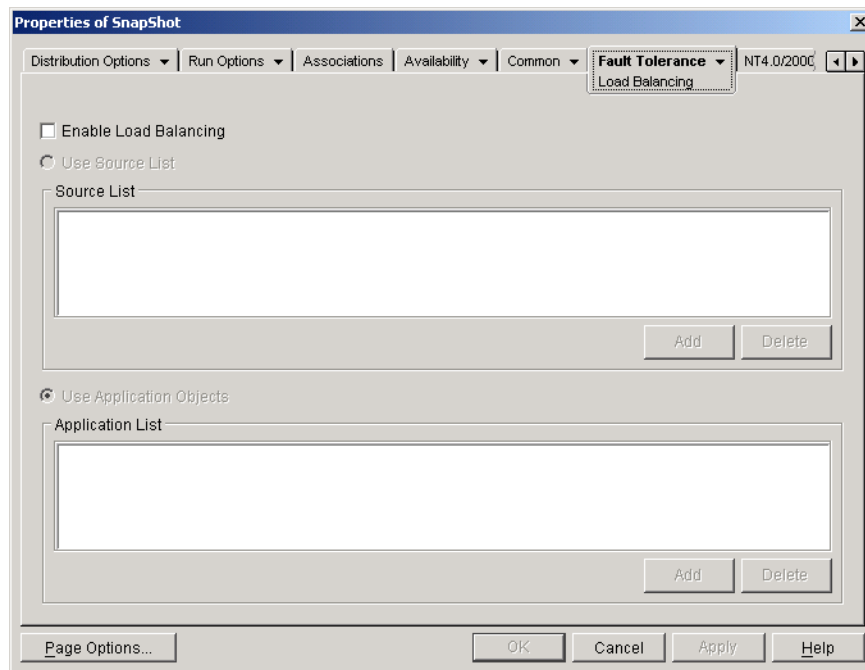 Properties of SnapShot
Distribution Options Run Options Associations Availability Common Fault Tolerance NT4.0/2000
Load Balancing
Enable Load Balancing
Use Source List
Source List
Add Delete
Use Application Objects
Application List
Add Delete
Page Options... OK Cancel Apply Help